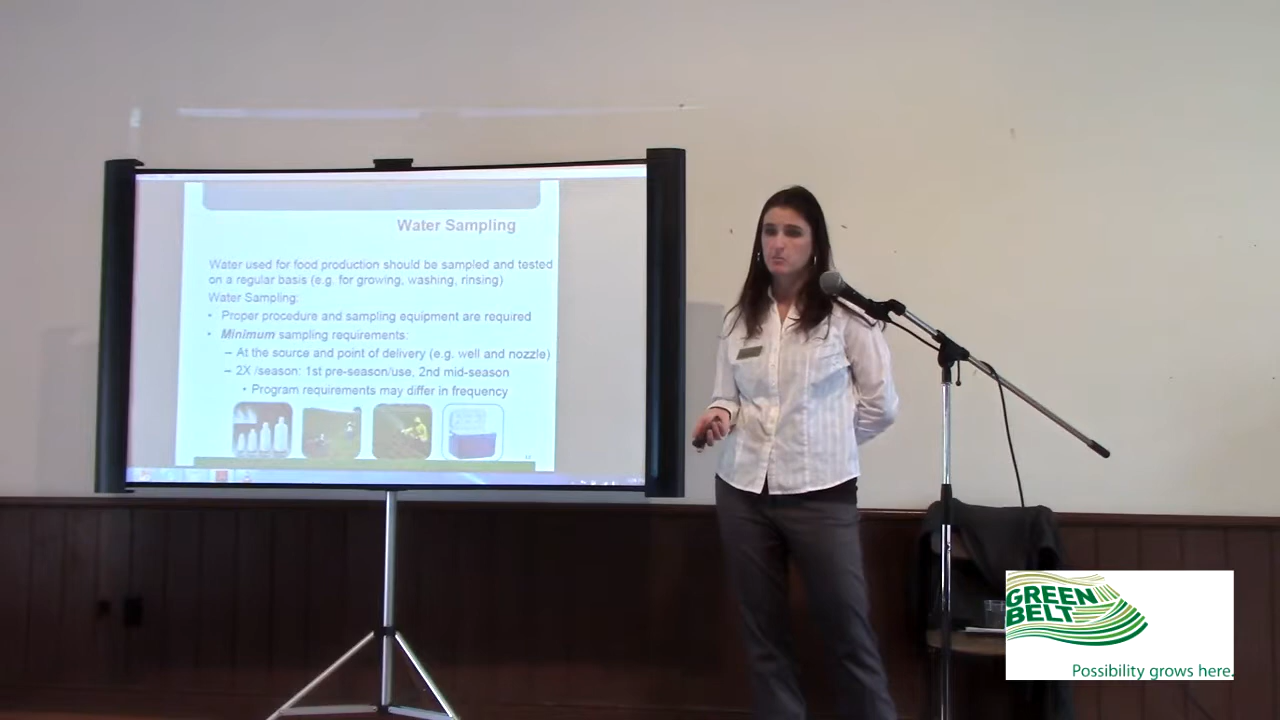 Water Sampling
Water used for food production should be sampled and tested
on a regular basis (e.g. for growing, washing, rinsing)
Water Sampling:
• Proper procedure and sampling equipment are required
• Minimum sampling requirements:
– At the source and point of delivery (e.g. well and nozzle)
– 2X /season: 1st pre-season/use, 2nd mid-season
• Program requirements may differ in frequency
GREEN
BELT
Possibility grows here.